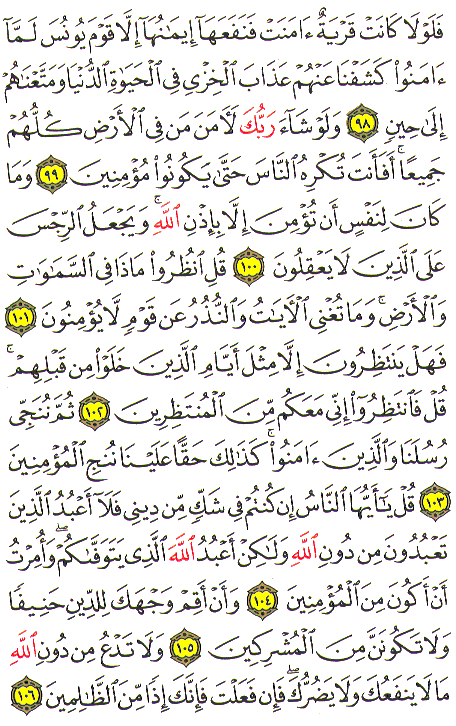 فَلَوْلَا كَانَتْ قَرْيَةٌ ءَامَنَتْ فَنَفَعَهَآ إِيمَٰنُهَآ إِلَّا قَوْمَ يُونُسَ لَمَّآ
ءَامَنُوا۟ كَشَفْنَا عَنْهُمْ عَذَابَ ٱلْخِزْىِ فِى ٱلْحَيَوٰةِ ٱلدُّنْيَا وَمَتَّعْنَٰهُمْ
إِلَىٰ حِينٍ ٩٨ وَلَوْ شَآءَ رَبُّكَ لَءَامَنَ مَن فِى ٱلْأَرْضِ كُلُّهُمْ
جَمِيعًا ۚ أَفَأَنتَ تُكْرِهُ ٱلنَّاسَ حَتَّىٰ يَكُونُوا۟ مُؤْمِنِينَ ٩٩ وَمَا
كَانَ لِنَفْسٍ أَن تُؤْمِنَ إِلَّا بِإِذْنِ ٱللَّهِ ۚ وَيَجْعَلُ ٱلرِّجْسَ
عَلَى ٱلَّذِينَ لَا يَعْقِلُونَ ١٠٠ قُلِ ٱنظُرُوا۟ مَاذَا فِى ٱلسَّمَٰوَٰتِ
وَٱلْأَرْضِ ۚ وَمَا تُغْنِى ٱلْءَايَٰتُ وَٱلنُّذُرُ عَن قَوْمٍ لَّا يُؤْمِنُونَ ١٠١
فَهَلْ يَنتَظِرُونَ إِلَّا مِثْلَ أَيَّامِ ٱلَّذِينَ خَلَوْا۟ مِن قَبْلِهِمْ ۚ
قُلْ فَٱنتَظِرُوٓا۟ إِنِّى مَعَكُم مِّنَ ٱلْمُنتَظِرِينَ ١٠٢ ثُمَّ نُنَجِّى
رُسُلَنَا وَٱلَّذِينَ ءَامَنُوا۟ ۚ كَذَٰلِكَ حَقًّا عَلَيْنَا نُنجِ ٱلْمُؤْمِنِينَ
١٠٣ قُلْ يَٰٓأَيُّهَا ٱلنَّاسُ إِن كُنتُمْ فِى شَكٍّ مِّن دِينِى فَلَآ أَعْبُدُ ٱلَّذِينَ
تَعْبُدُونَ مِن دُونِ ٱللَّهِ وَلَٰكِنْ أَعْبُدُ ٱللَّهَ ٱلَّذِى يَتَوَفَّىٰكُمْ ۖ وَأُمِرْتُ
أَنْ أَكُونَ مِنَ ٱلْمُؤْمِنِينَ ١٠٤ وَأَنْ أَقِمْ وَجْهَكَ لِلدِّينِ حَنِيفًا
وَلَا تَكُونَنَّ مِنَ ٱلْمُشْرِكِينَ ١٠٥ وَلَا تَدْعُ مِن دُونِ ٱللَّهِ
مَا لَا يَنفَعُكَ وَلَا يَضُرُّكَ ۖ فَإِن فَعَلْتَ فَإِنَّكَ إِذًا مِّنَ ٱلظَّٰلِمِينَ ١٠٦